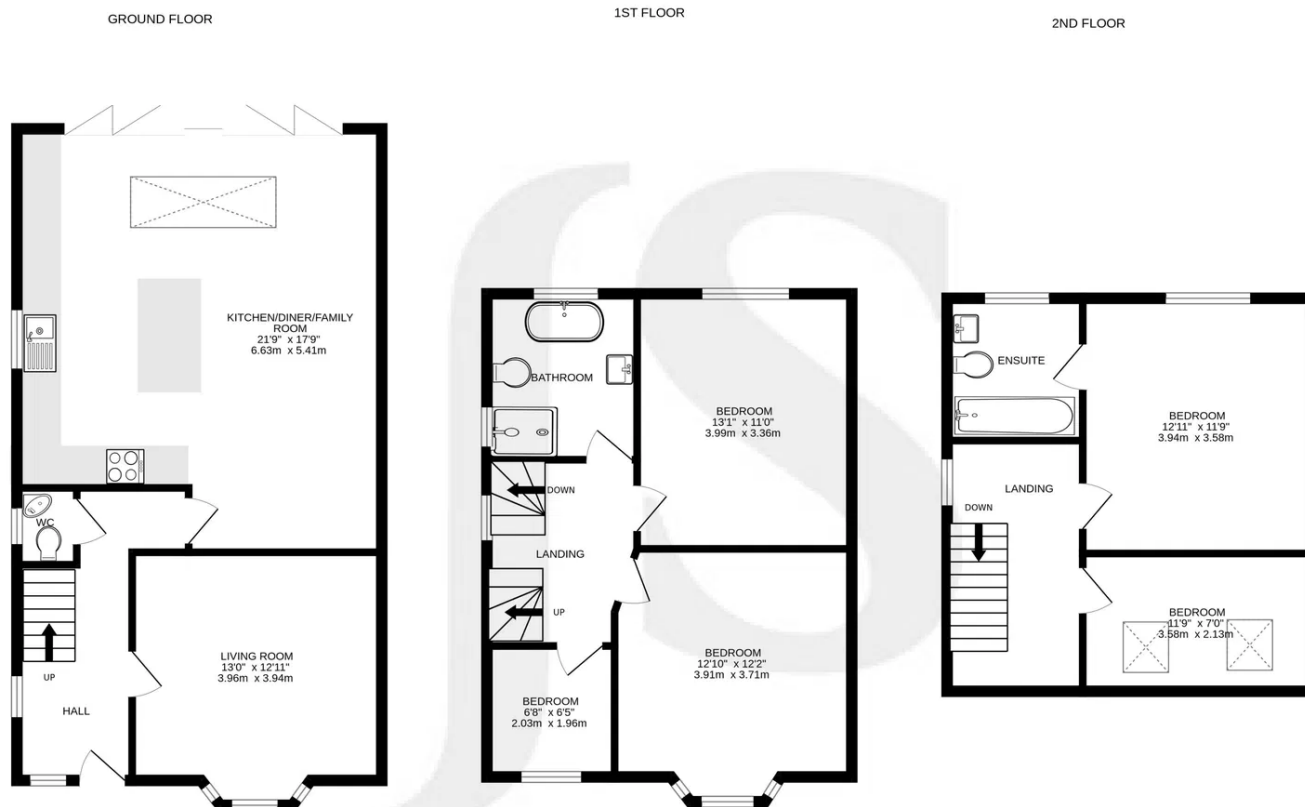 GROUND FLOOR
KITCHEN/DINER/FAMILY
ROOM
21'9" x 17'9"
6.63m x 5.41m
WC
UP
HALL
LIVING ROOM
13'0" x 12'11"
3.96m x 3.94m
1ST FLOOR
BATHROOM
BEDROOM
13'1" x 11'0"
3.99m x 3.36m
DOWN
LANDING
UP
BEDROOM
12'10" x 12'2"
3.91m x 3.71m
BEDROOM
6'8" x 6'5"
2.03m x 1.96m
2ND FLOOR
ENSUITE
BEDROOM
12'11" x 11'9"
3.94m x 3.58m
LANDING
DOWN
BEDROOM
11'9" x 7'0"
3.58m x 2.13m
JS